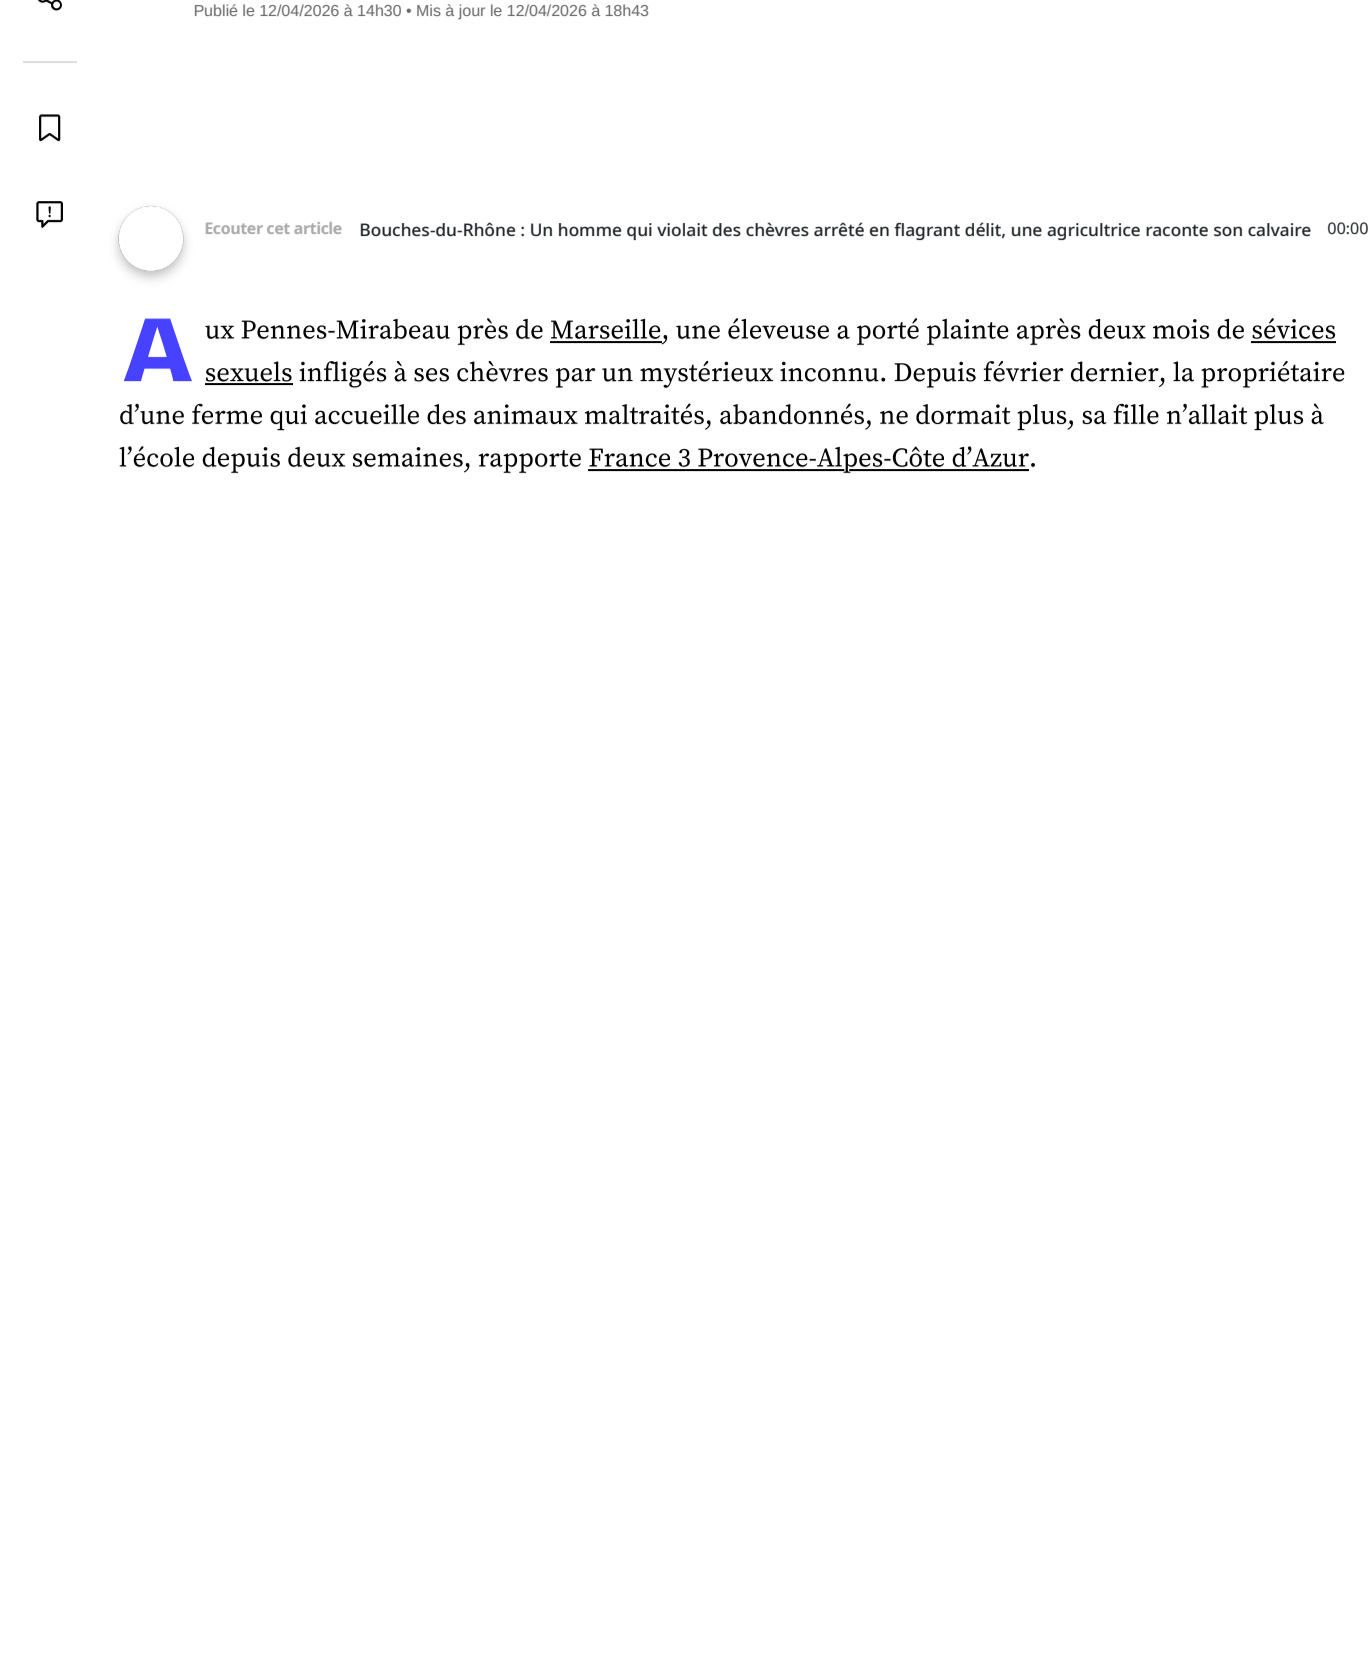 Publié le 12/04/2026 à 14h30 • Mis à jour le 12/04/2026 à 18h43
Ecouter cet article Bouches-du-Rhône : Un homme qui violait des chèvres arrêté en flagrant délit, une agricultrice raconte son calvaire 00:00
Aux Pennes-Mirabeau près de Marseille, une éleveuse a porté plainte après deux mois de sévices
sexuels infligés à ses chèvres par un mystérieux inconnu. Depuis février dernier, la propriétaire
d’une ferme qui accueille des animaux maltraités, abandonnés, ne dormait plus, sa fille n’allait plus à
l’école depuis deux semaines, rapporte France 3 Provence-Alpes-Côte d’Azur.